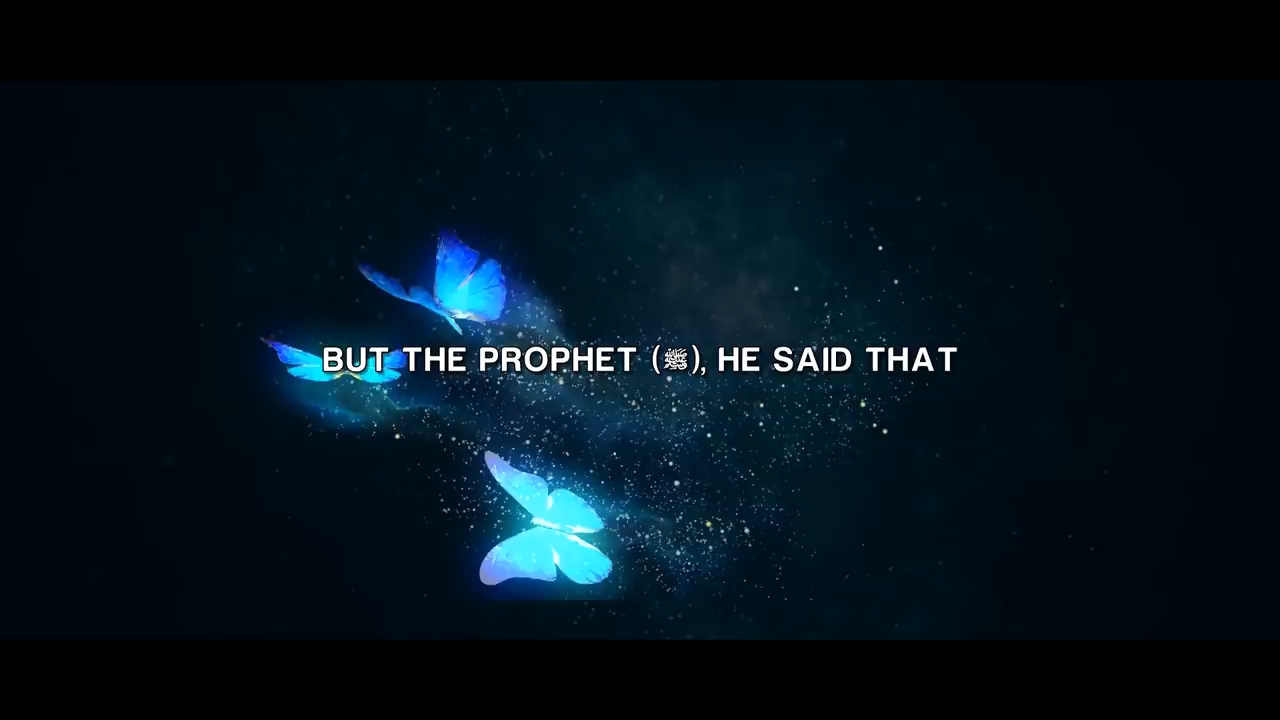 BUT THE PROPHET (ﷺ), HE SAID THAT